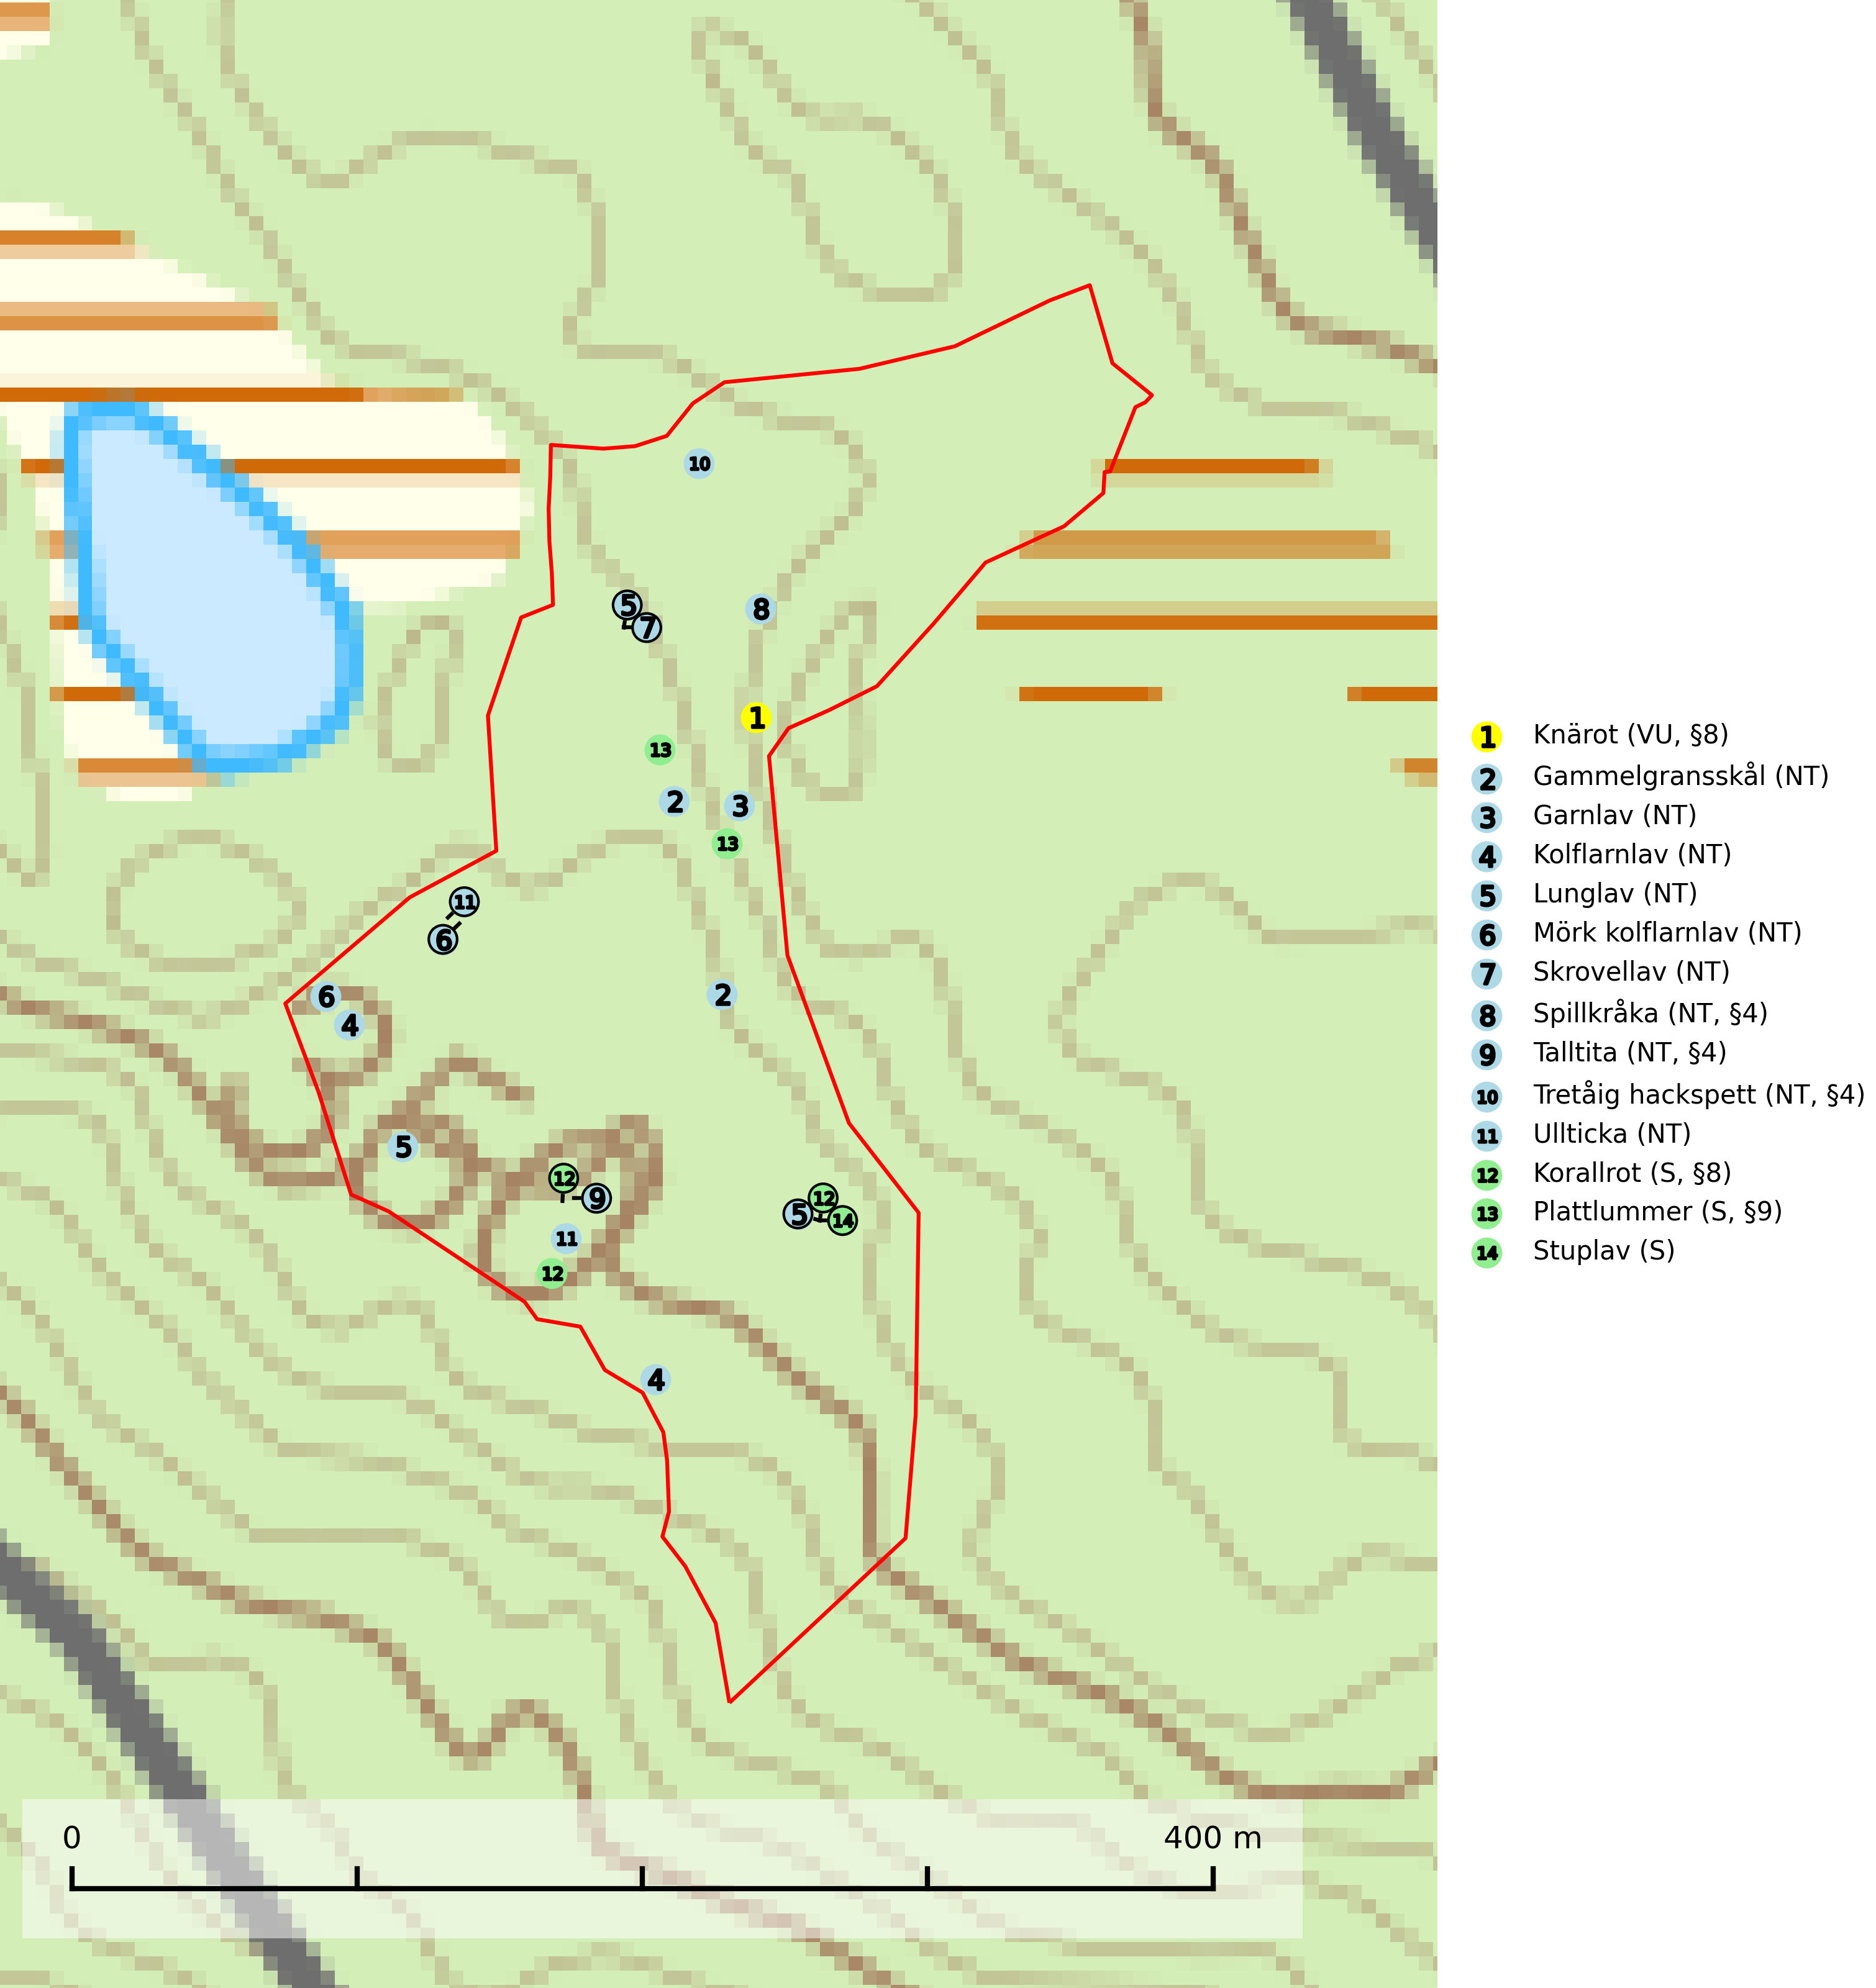 10
5
7
8
1
13
2
3
13
11
6
2
6
4
5
12
9
5
12
14
11
12
4
0
400 m
1 Knärot (VU, §8)
2 Gammelgransskål (NT)
3 Garnlav (NT)
4 Kolflarnlav (NT)
5 Lunglav (NT)
6 Mörk kolflarnlav (NT)
7 Skrovellav (NT)
8 Spillkråka (NT, §4)
9 Talltita (NT, §4)
10 Tretåig hackspett (NT, §4)
11 Ullticka (NT)
12 Korallrot (S, §8)
13 Plattlummer (S, §9)
14 Stuplav (S)